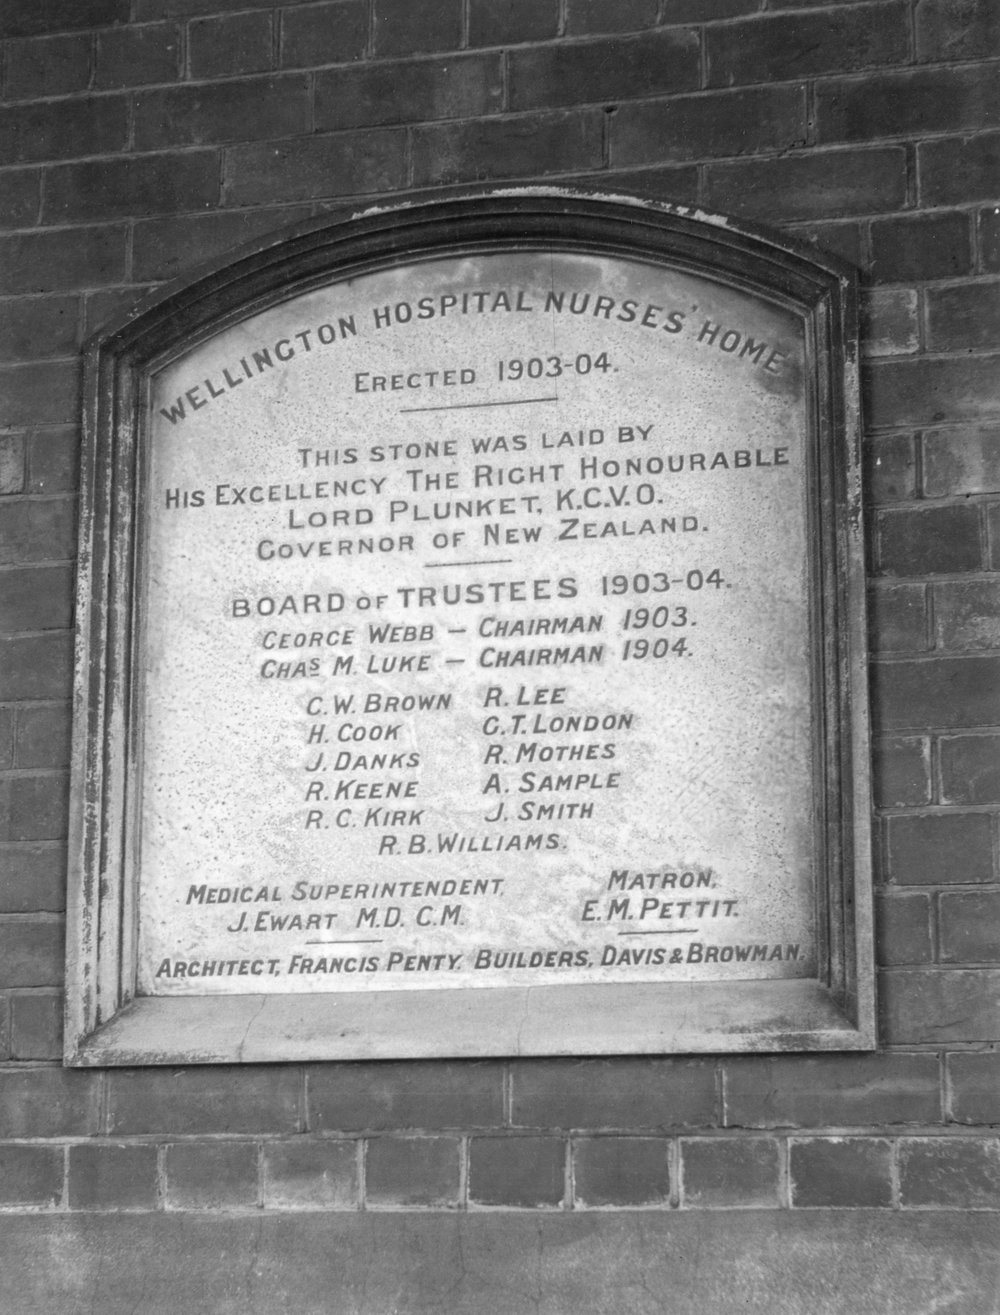 WELLINGTON HOSPITAL NURSES' HOME
ERECTED 1903-04.
THIS STONE WAS LAID BY
HIS EXCELLENCY THE RIGHT HONOURABLE
LORD PLUNKET, K.C.V.O.
GOVERNOR OF NEW ZEALAND.
BOARD OF TRUSTEES 1903-04.
GEORGE WEBB – CHAIRMAN 1903.
CHAS M. LUKE – CHAIRMAN 1904.
C. W. BROWN R. LEE
H. COOK G. T. LONDON
J. DANKS R. MOTHES
R. KEENE A. SAMPLE
R. C. KIRK J. SMITH
R. B. WILLIAMS.
MEDICAL SUPERINTENDENT, MATRON,
J. EWART M.D. C.M. E. M. PETTIT.
ARCHITECT, FRANCIS PENTY. BUILDERS, DAVIS & BROWMAN.